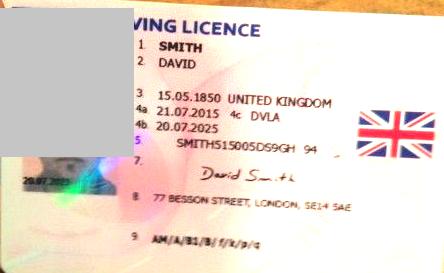 VING LICENCE
1. SMITH
2. DAVID
3. 15.05.1850 UNITED KINGDOM
4a 21.07.2015 4c DVLA
4b 20.07.2025
5 SMITH515005DS9GH 94
7. David Smith
20.07.2025
8 77 BESSON STREET, LONDON, SE14 5AE
9 AM/A/B1/B/f/k/p/q